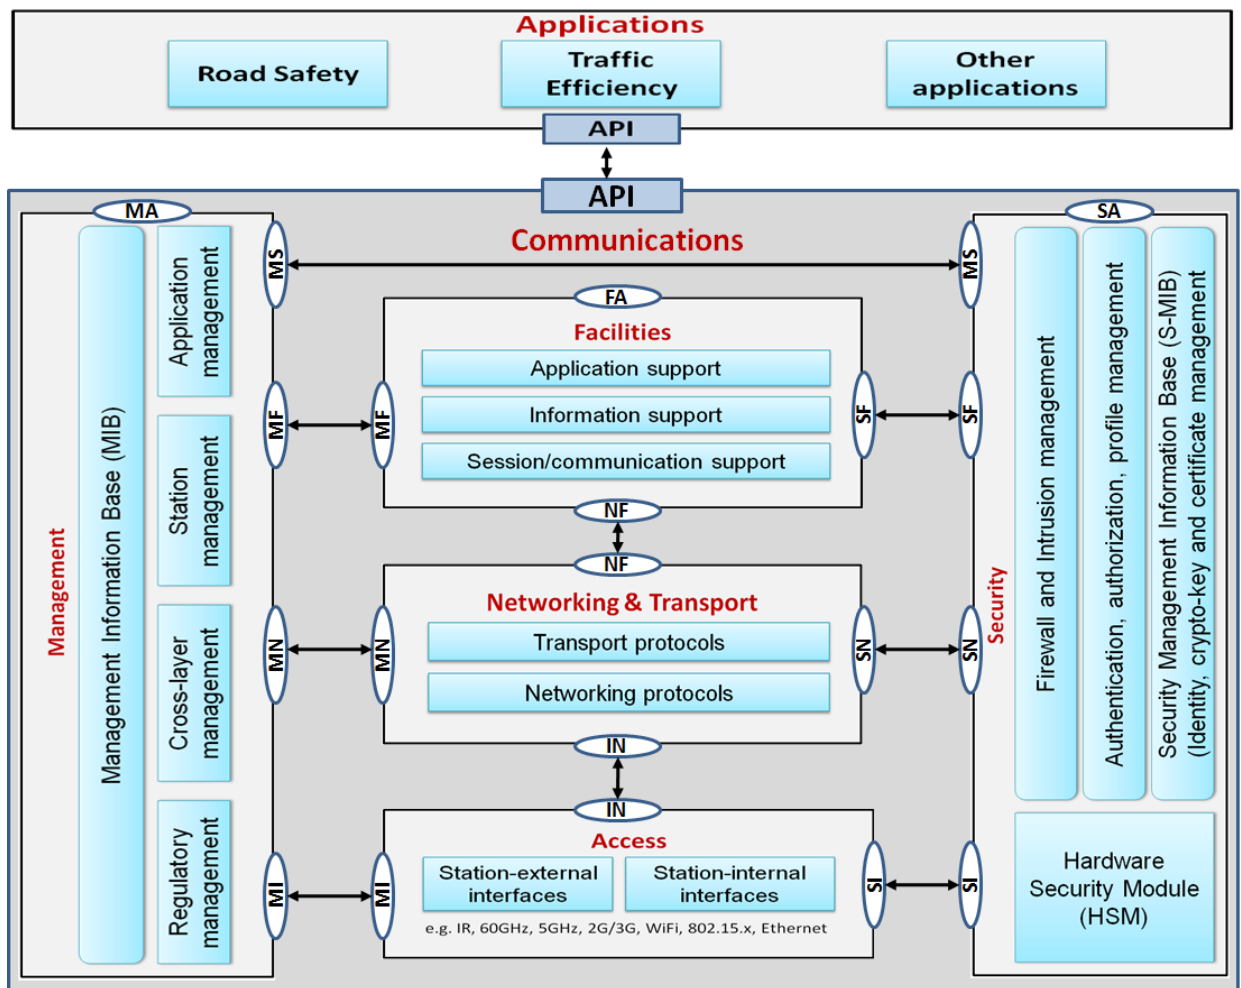 Applications
Road Safety
Traffic
Efficiency
Other
applications
API
API
MA
SA
Communications
MS
MS
Management
Management Information Base (MIB)
Application
management
Station
management
Cross-layer
management
Regulatory
management
FA
Facilities
Application support
Information support
Session/communication support
MF
MF
SF
SF
NF
NF
Networking & Transport
Transport protocols
Networking protocols
MN
MN
SN
SN
IN
IN
Access
Station-external
interfaces
Station-internal
interfaces
e.g. IR, 60GHz, 5GHz, 2G/3G, WiFi, 802.15.x, Ethernet
MI
MI
SI
SI
Security
Firewall and Intrusion management
Authentication, authorization, profile management
Security Management Information Base (S-MIB)
(Identity, crypto-key and certificate management
Hardware
Security Module
(HSM)